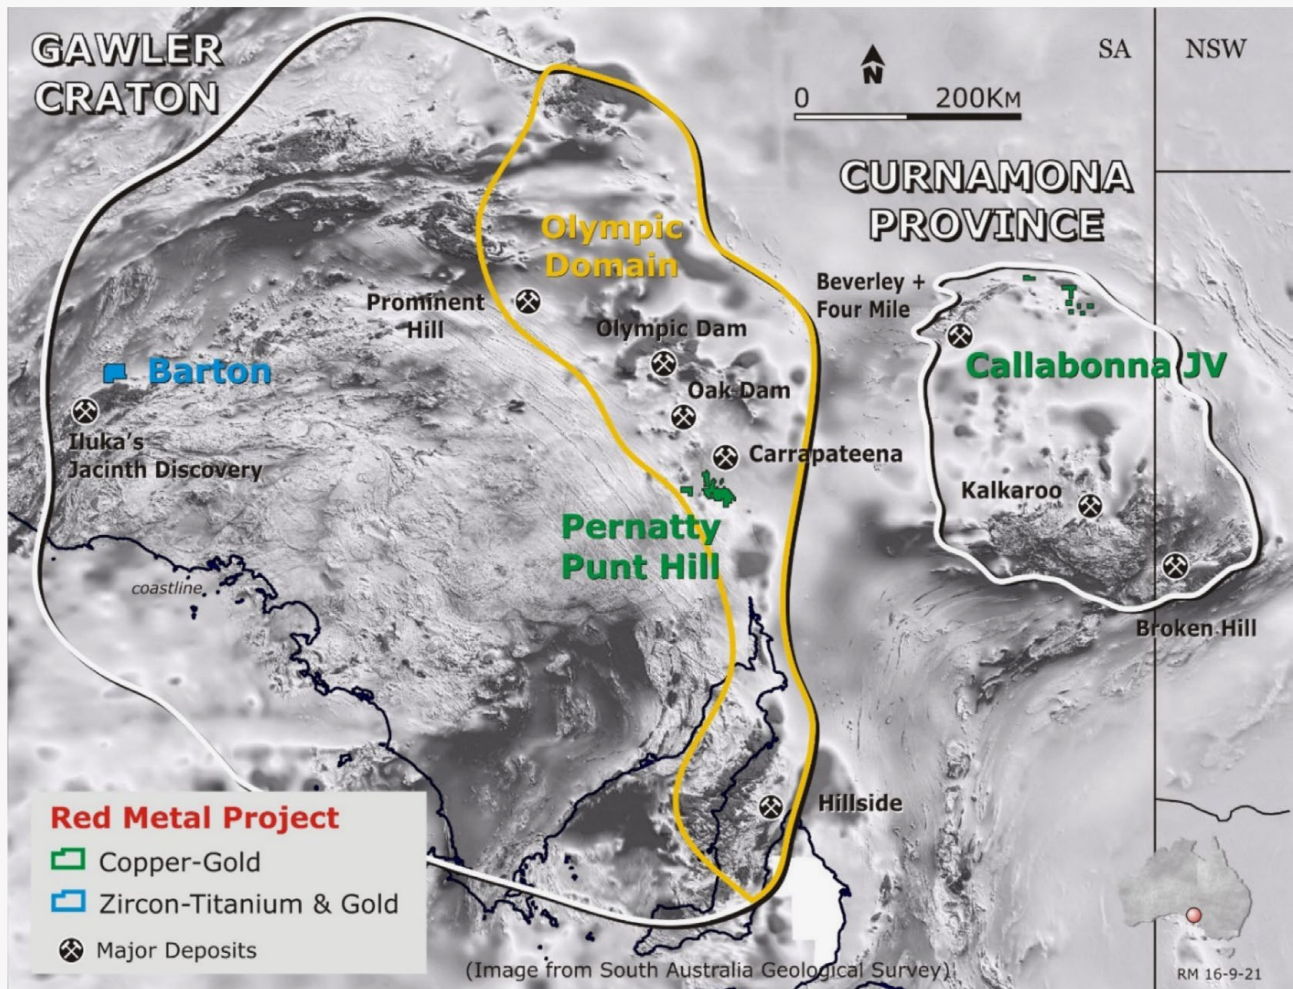 GAWLER
CRATON
N
0 200KM
SA
NSW
CURNAMONA
PROVINCE
Olympic
Domain
Prominent
Hill
Olympic Dam
Oak Dam
Carrapateena
Barton
Iluka's
Jacinth Discovery
Beverley +
Four Mile
Callabonna JV
Kalkaroo
Broken Hill
Pernatty
Punt Hill
coastline
Hillside
Red Metal Project
Copper-Gold
Zircon-Titanium & Gold
Major Deposits
(Image from South Australia Geological Survey)
RM 16-9-21